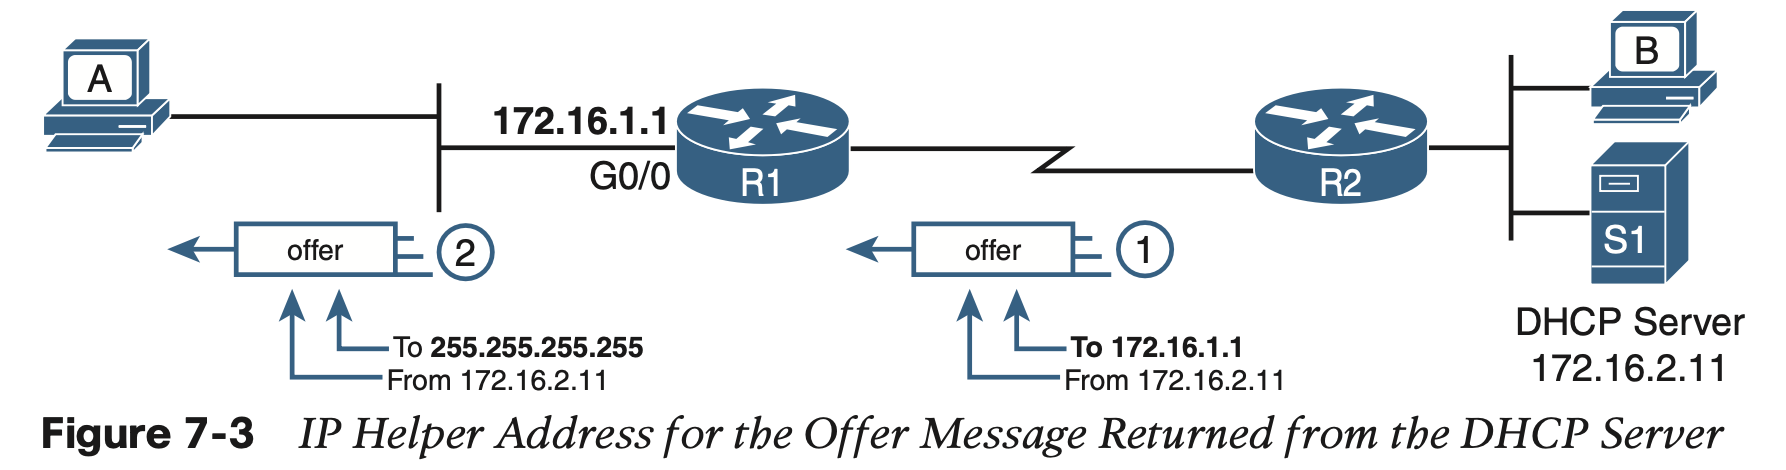 A
B
172.16.1.1
G0/0
R1
R2
S1
offer
2
offer
1
To 255.255.255.255
From 172.16.2.11
To 172.16.1.1
From 172.16.2.11
DHCP Server
172.16.2.11
Figure 7-3 IP Helper Address for the Offer Message Returned from the DHCP Server